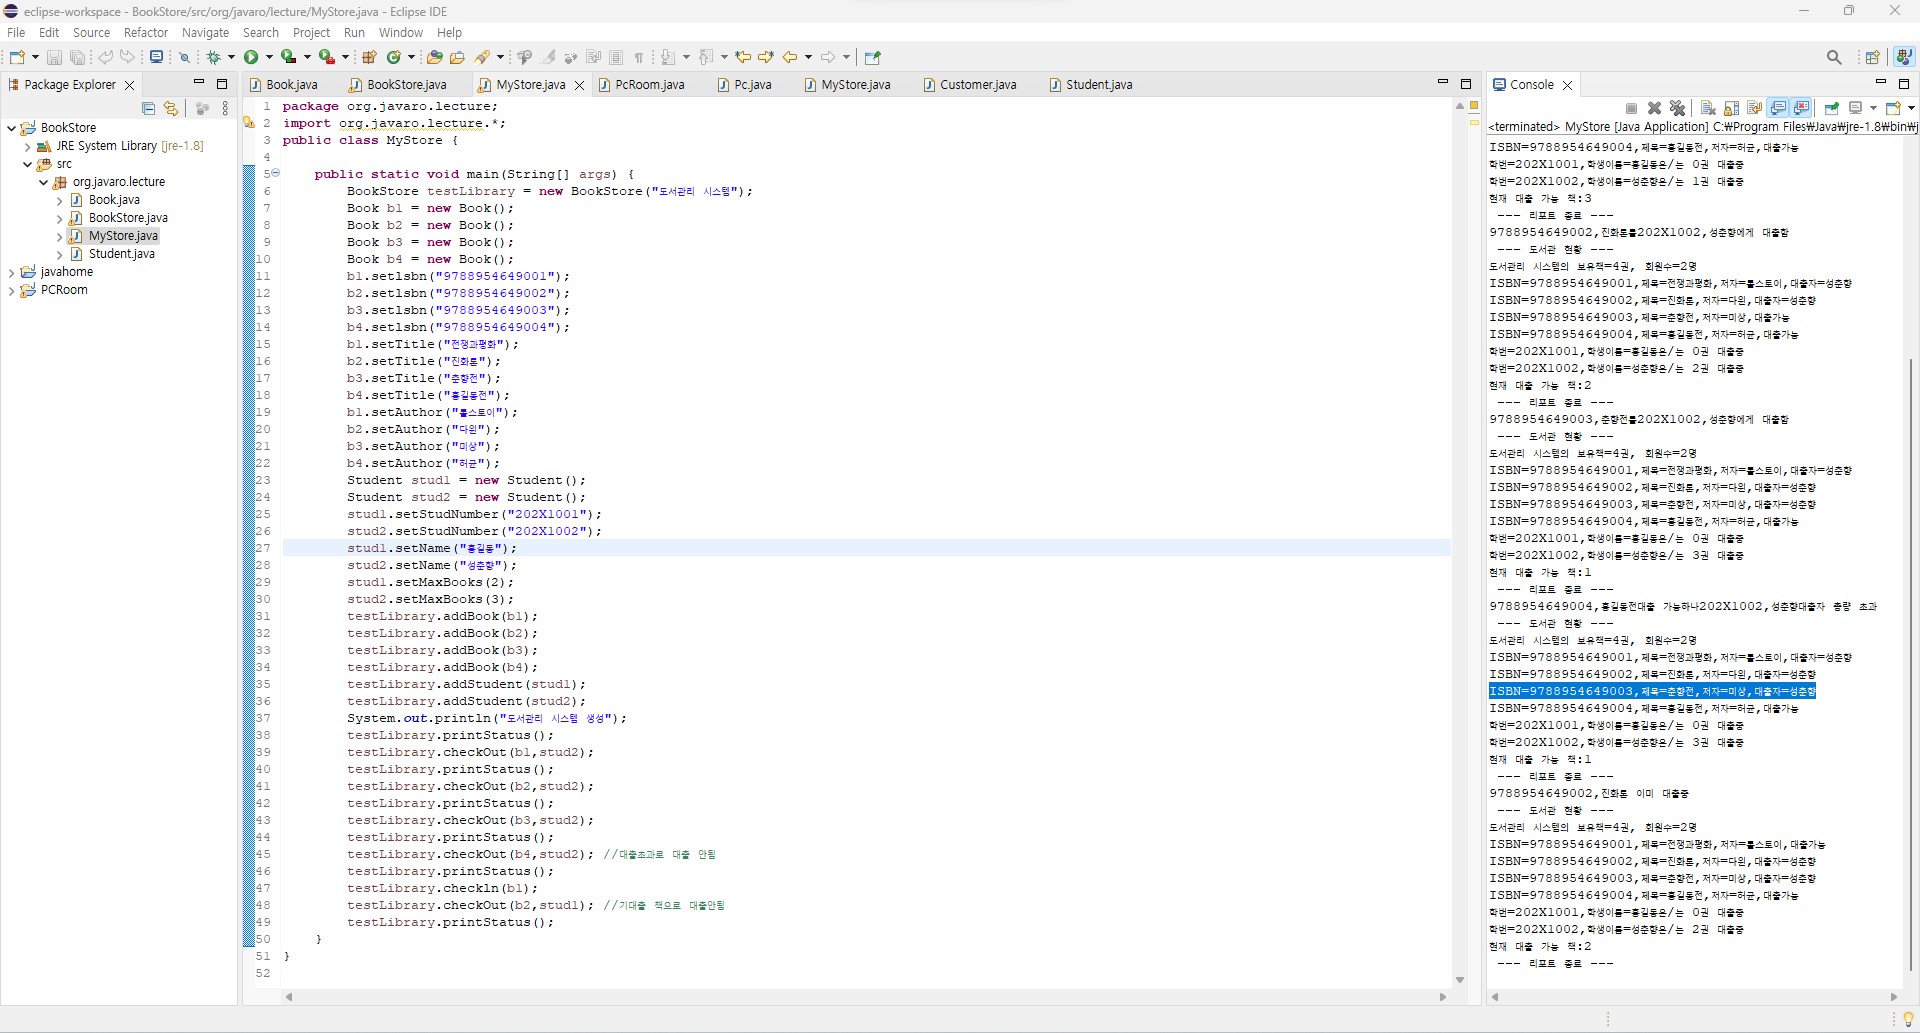 eclipse-workspace - BookStore/src/org/javaro/lecture/MyStore.java - Eclipse IDE
File Edit Source Refactor Navigate Search Project Run Window Help
Package Explorer
BookStore
JRE System Library [jre-1.8]
src
org.javaro.lecture
Book.java
BookStore.java
MyStore.java
Student.java
javahome
PCRoom
Book.java BookStore.java MyStore.java PcRoom.java Pc.java MyStore.java Customer.java Student.java
1 package org.javaro.lecture;
2 import org.javaro.lecture.*;
3 public class MyStore {
4
5 public static void main(String[] args) {
6 BookStore testLibrary = new BookStore("도서관리 시스템");
7 Book b1 = new Book();
8 Book b2 = new Book();
9 Book b3 = new Book();
10 Book b4 = new Book();
11 b1.setlsbn("9788954649001");
12 b2.setlsbn("9788954649002");
13 b3.setlsbn("9788954649003");
14 b4.setlsbn("9788954649004");
15 b1.setTitle("전쟁과평화");
16 b2.setTitle("진화론");
17 b3.setTitle("춘향전");
18 b4.setTitle("홍길동전");
19 b1.setAuthor("톨스토이");
20 b2.setAuthor("다윈");
21 b3.setAuthor("미상");
22 b4.setAuthor("허균");
23 Student stud1 = new Student();
24 Student stud2 = new Student();
25 stud1.setStudNumber("202X1001");
26 stud2.setStudNumber("202X1002");
27 stud1.setName("홍길동");
28 stud2.setName("성춘향");
29 stud1.setMaxBooks(2);
30 stud2.setMaxBooks(3);
31 testLibrary.addBook(b1);
32 testLibrary.addBook(b2);
33 testLibrary.addBook(b3);
34 testLibrary.addBook(b4);
35 testLibrary.addStudent(stud1);
36 testLibrary.addStudent(stud2);
37 System.out.println("도서관리 시스템 생성");
38 testLibrary.printStatus();
39 testLibrary.checkOut(b1,stud2);
40 testLibrary.printStatus();
41 testLibrary.checkOut(b2,stud2);
42 testLibrary.printStatus();
43 testLibrary.checkOut(b3,stud2);
44 testLibrary.printStatus();
45 testLibrary.checkOut(b4,stud2); //대출초과로 대출 안됨
46 testLibrary.printStatus();
47 testLibrary.checkln(b1);
48 testLibrary.checkOut(b2,stud1); //기대출 책으로 대출안됨
49 testLibrary.printStatus();
50 }
51 }
52
Console
<terminated> MyStore [Java Application] C:₩Program Files₩Java₩jre-1.8₩bin₩j
ISBN=9788954649004,제목=홍길동전,저자=허균,대출가능
학번=202X1001,학생이름=홍길동은/는 0권 대출중
학번=202X1002,학생이름=성춘향은/는 1권 대출중
현재 대출 가능 책:3
--- 리포트 종료 ---
9788954649002,진화론를202X1002,성춘향에게 대출함
--- 도서관 현황 ---
도서관리 시스템의 보유책=4권, 회원수=2명
ISBN=9788954649001,제목=전쟁과평화,저자=톨스토이,대출자=성춘향
ISBN=9788954649002,제목=진화론,저자=다윈,대출자=성춘향
ISBN=9788954649003,제목=춘향전,저자=미상,대출가능
ISBN=9788954649004,제목=홍길동전,저자=허균,대출가능
학번=202X1001,학생이름=홍길동은/는 0권 대출중
학번=202X1002,학생이름=성춘향은/는 2권 대출중
현재 대출 가능 책:2
--- 리포트 종료 ---
9788954649003,춘향전를202X1002,성춘향에게 대출함
--- 도서관 현황 ---
도서관리 시스템의 보유책=4권, 회원수=2명
ISBN=9788954649001,제목=전쟁과평화,저자=톨스토이,대출자=성춘향
ISBN=9788954649002,제목=진화론,저자=다윈,대출자=성춘향
ISBN=9788954649003,제목=춘향전,저자=미상,대출자=성춘향
ISBN=9788954649004,제목=홍길동전,저자=허균,대출가능
학번=202X1001,학생이름=홍길동은/는 0권 대출중
학번=202X1002,학생이름=성춘향은/는 3권 대출중
현재 대출 가능 책:1
--- 리포트 종료 ---
9788954649004,홍길동전대출 가능하나202X1002,성춘향대출자 총량 초과
--- 도서관 현황 ---
도서관리 시스템의 보유책=4권, 회원수=2명
ISBN=9788954649001,제목=전쟁과평화,저자=톨스토이,대출자=성춘향
ISBN=9788954649002,제목=진화론,저자=다윈,대출자=성춘향
ISBN=9788954649003,제목=춘향전,저자=미상,대출자=성춘향
ISBN=9788954649004,제목=홍길동전,저자=허균,대출가능
학번=202X1001,학생이름=홍길동은/는 0권 대출중
학번=202X1002,학생이름=성춘향은/는 3권 대출중
현재 대출 가능 책:1
--- 리포트 종료 ---
9788954649002,진화론 이미 대출중
--- 도서관 현황 ---
도서관리 시스템의 보유책=4권, 회원수=2명
ISBN=9788954649001,제목=전쟁과평화,저자=톨스토이,대출가능
ISBN=9788954649002,제목=진화론,저자=다윈,대출자=성춘향
ISBN=9788954649003,제목=춘향전,저자=미상,대출자=성춘향
ISBN=9788954649004,제목=홍길동전,저자=허균,대출가능
학번=202X1001,학생이름=홍길동은/는 0권 대출중
학번=202X1002,학생이름=성춘향은/는 2권 대출중
현재 대출 가능 책:2
--- 리포트 종료 ---